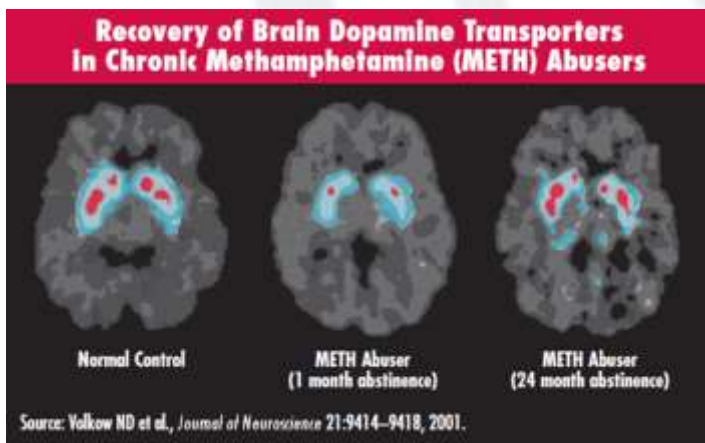 Recovery of Brain Dopamine Transporters
in Chronic Methamphetamine (METH) Abusers
Normal Control
METH Abuser
(1 month abstinence)
METH Abuser
(24 month abstinence)
Source: Volkow ND et al., Journal of Neuroscience 21:9414–9418, 2001.